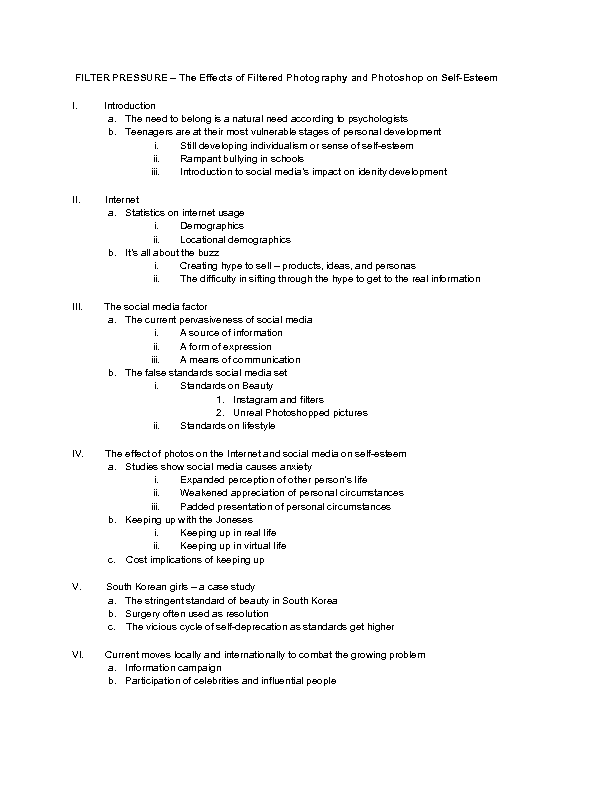 FILTER PRESSURE – The Effects of Filtered Photography and Photoshop on Self-Esteem
I. Introduction
a. The need to belong is a natural need according to psychologists
b. Teenagers are at their most vulnerable stages of personal development
i. Still developing individualism or sense of self-esteem
ii. Rampant bullying in schools
iii. Introduction to social media's impact on idenity development
II. Internet
a. Statistics on internet usage
i. Demographics
ii. Locational demographics
b. It's all about the buzz
i. Creating hype to sell – products, ideas, and personas
ii. The difficulty in sifting through the hype to get to the real information
III. The social media factor
a. The current pervasiveness of social media
i. A source of information
ii. A form of expression
iii. A means of communication
b. The false standards social media set
i. Standards on Beauty
1. Instagram and filters
2. Unreal Photoshopped pictures
ii. Standards on lifestyle
IV. The effect of photos on the Internet and social media on self-esteem
a. Studies show social media causes anxiety
i. Expanded perception of other person's life
ii. Weakened appreciation of personal circumstances
iii. Padded presentation of personal circumstances
b. Keeping up with the Joneses
i. Keeping up in real life
ii. Keeping up in virtual life
c. Cost implications of keeping up
V. South Korean girls – a case study
a. The stringent standard of beauty in South Korea
b. Surgery often used as resolution
c. The vicious cycle of self-deprecation as standards get higher
VI. Current moves locally and internationally to combat the growing problem
a. Information campaign
b. Participation of celebrities and influential people